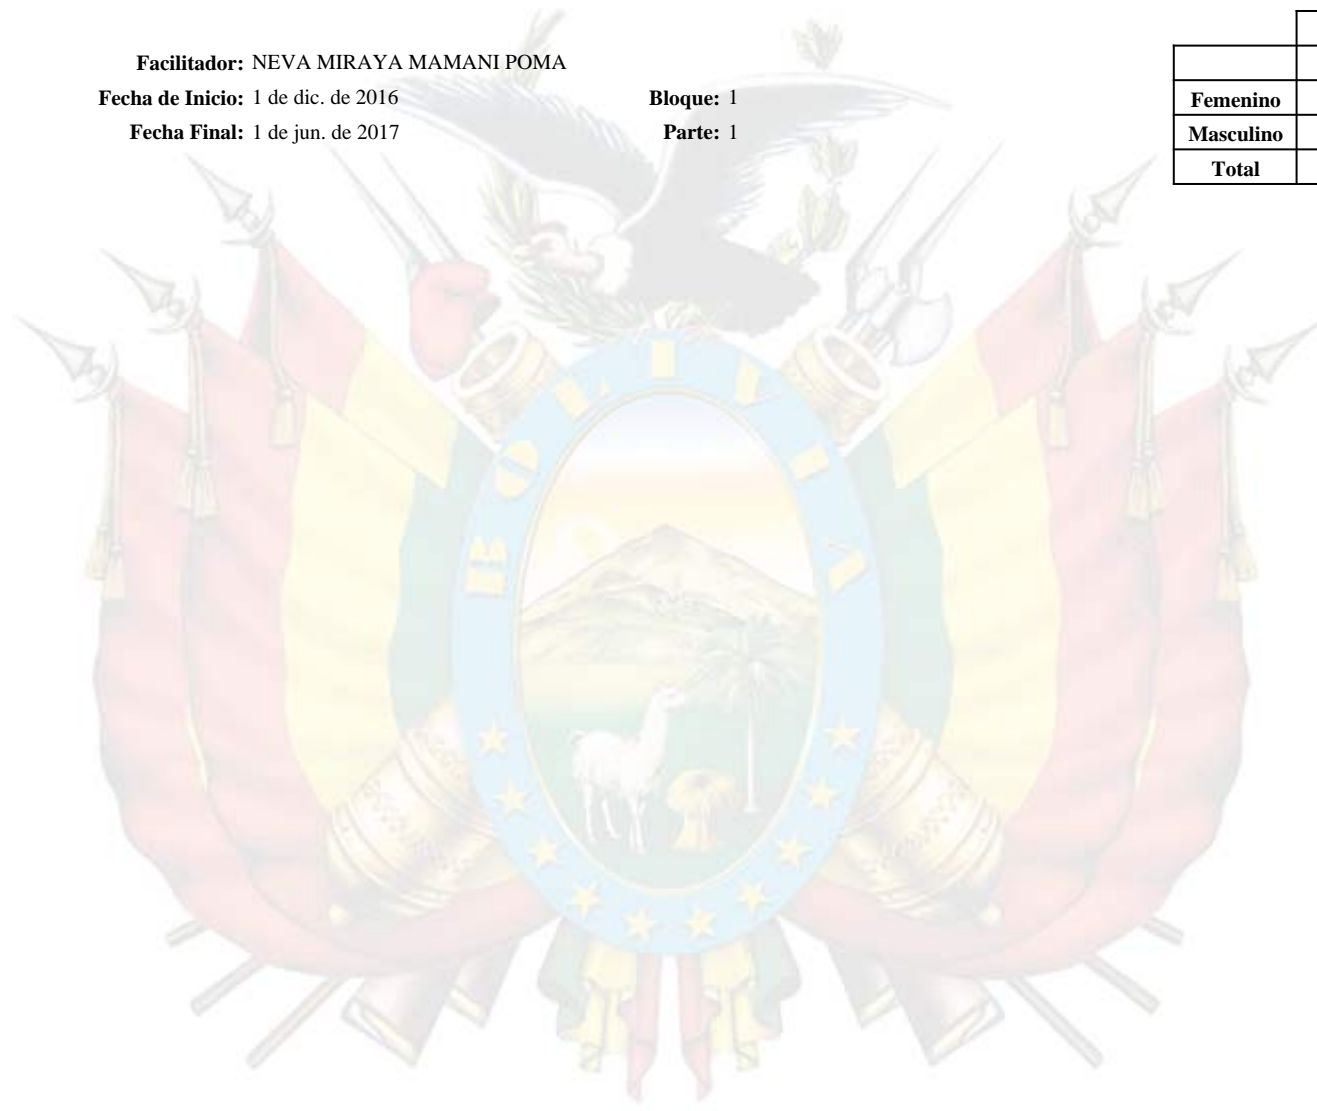 Facilitador: NEVA MIRAYA MAMANI POMA
Fecha de Inicio: 1 de dic. de 2016 Bloque: 1
Fecha Final: 1 de jun. de 2017 Parte: 1
Femenino
Masculino
Total
BOLIVIA